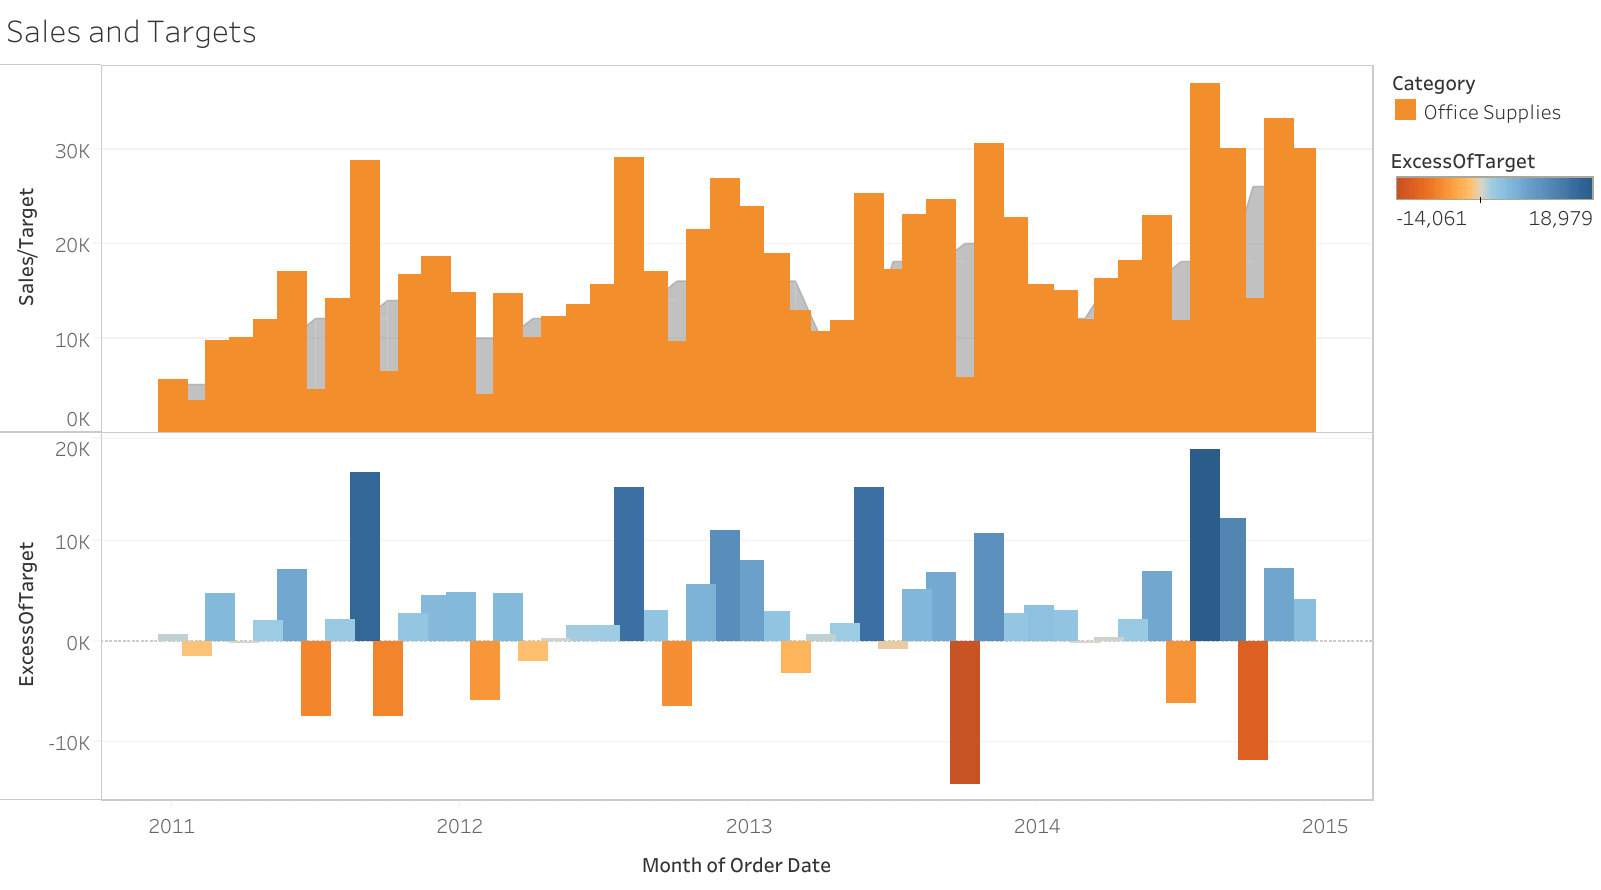 Sales and Targets
Sales/Target
30K
20K
10K
0K
ExcessOfTarget
20K
10K
0K
-10K
2011 2012 2013 2014 2015
Month of Order Date
Category
Office Supplies
ExcessOfTarget
-14,061 18,979